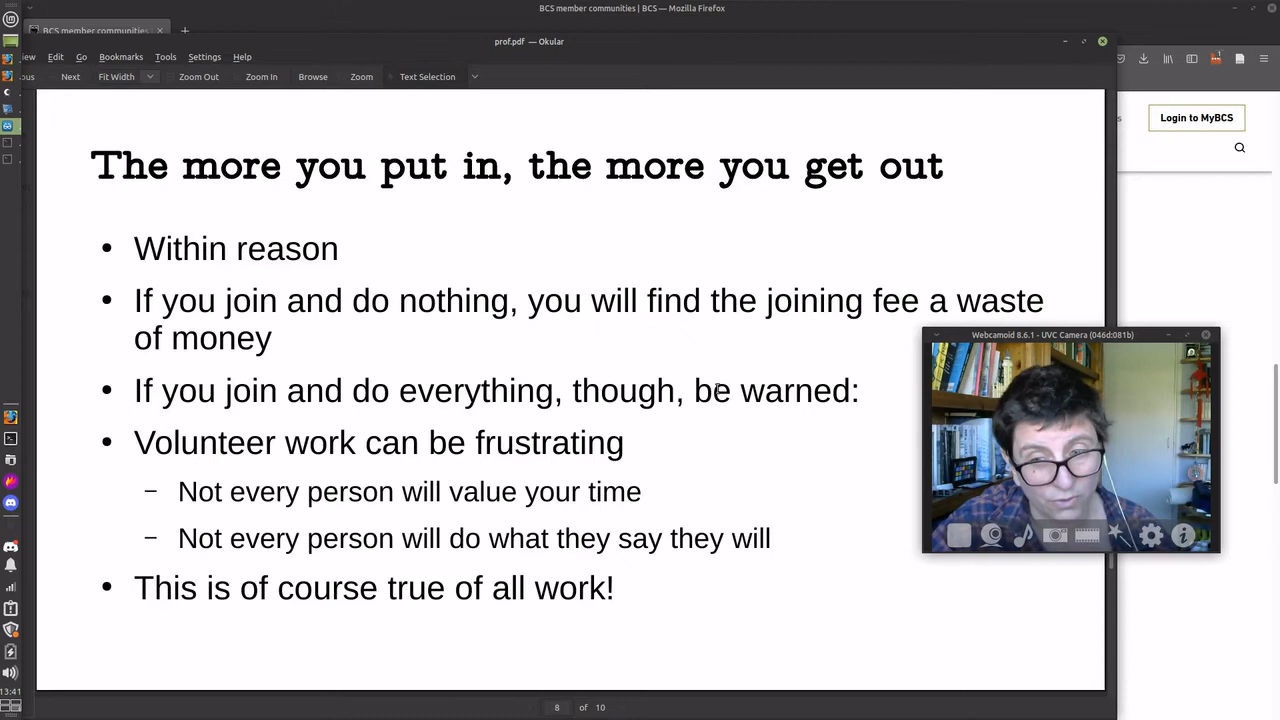 BCS member communities | BCS — Mozilla Firefox
BCS member communities
prof.pdf — Okular
iew Edit Go Bookmarks Tools Settings Help
ous Next Fit Width Zoom Out Zoom In Browse Zoom Text Selection
1
s Login to MyBCS
The more you put in, the more you get out
• Within reason
• If you join and do nothing, you will find the joining fee a waste
of money
• If you join and do everything, though, be warned:
• Volunteer work can be frustrating
– Not every person will value your time
– Not every person will do what they say they will
• This is of course true of all work!
Webcamoid 8.6.1 - UVC Camera (046d:081b)
13:41
8 of 10